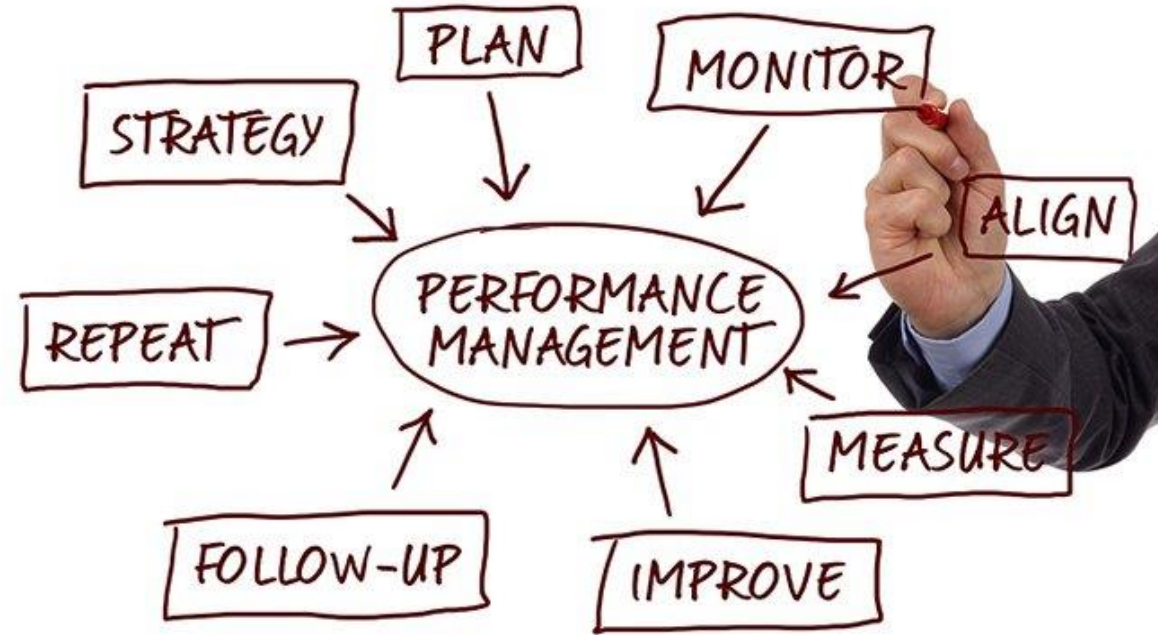 PLAN
MONITOR
STRATEGY
ALIGN
PERFORMANCE
MANAGEMENT
REPEAT
MEASURE
FOLLOW-UP
IMPROVE